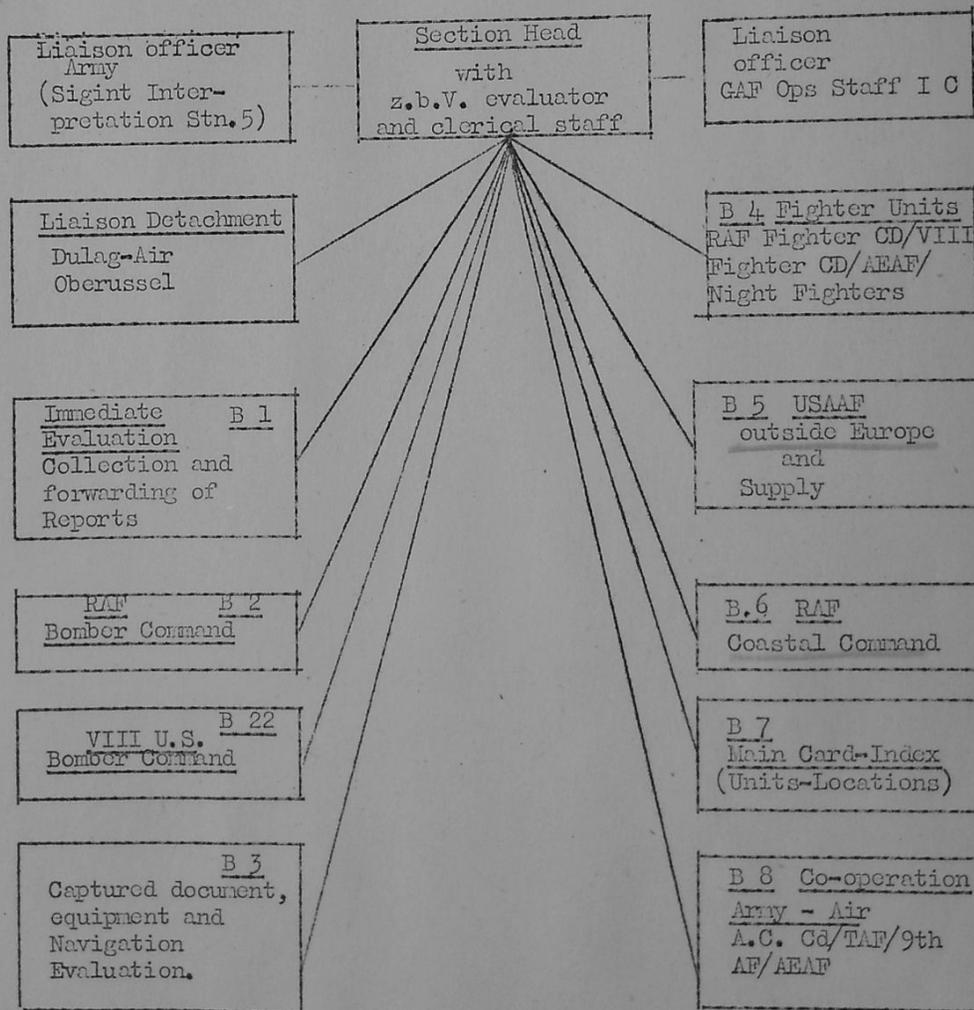 Liaison officer
Army
(Sigint Inter-
pretation Stn.5)
Section Head
with
z.b.V. evaluator
and clerical staff
Liaison
officer
GAF Ops Staff I C
Liaison Detachment
Dulag-Air
Oberussel
B 4 Fighter Units
RAF Fighter CD/VIII
Fighter CD/AEAF/
Night Fighters
Immediate B 1
Evaluation
Collection and
forwarding of
Reports
B 5 USAAF
outside Europe
and
Supply
RAF B 2
Bomber Command
B.6 RAF
Coastal Command
B 22
VIII U.S.
Bomber Command
B 7
Main Card-Index
(Units-Locations)
B 3
Captured document,
equipment and
Navigation
Evaluation.
B 8 Co-operation
Army - Air
A.C. Cd/TAF/9th
AF/AEAF